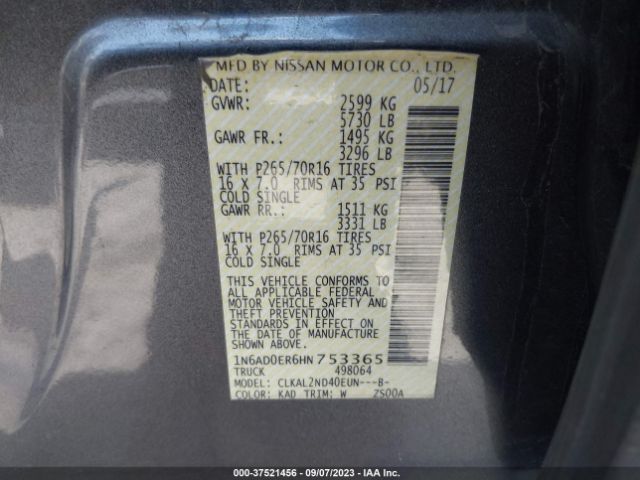 MFD BY NISSAN MOTOR CO., LTD.
DATE: 05/17
GVWR: 2599 KG
5730 LB
GAWR FR.: 1495 KG
3296 LB
WITH P265/70R16 TIRES
16 X 7.0 RIMS AT 35 PSI
COLD SINGLE
GAWR RR.: 1511 KG
3331 LB
WITH P265/70R16 TIRES
16 X 7.0 RIMS AT 35 PSI
COLD SINGLE
THIS VEHICLE CONFORMS TO
ALL APPLICABLE FEDERAL
MOTOR VEHICLE SAFETY AND
THEFT PREVENTION
STANDARDS IN EFFECT ON
THE DATE OF MANUFACTURE
SHOWN ABOVE.
1N6AD0ER6HN753365
TRUCK 498064
MODEL: CLKAL2ND40EUN---B-
COLOR: KAD TRIM: W ZS00A
000-37521456 - 09/07/2023 - IAA Inc.